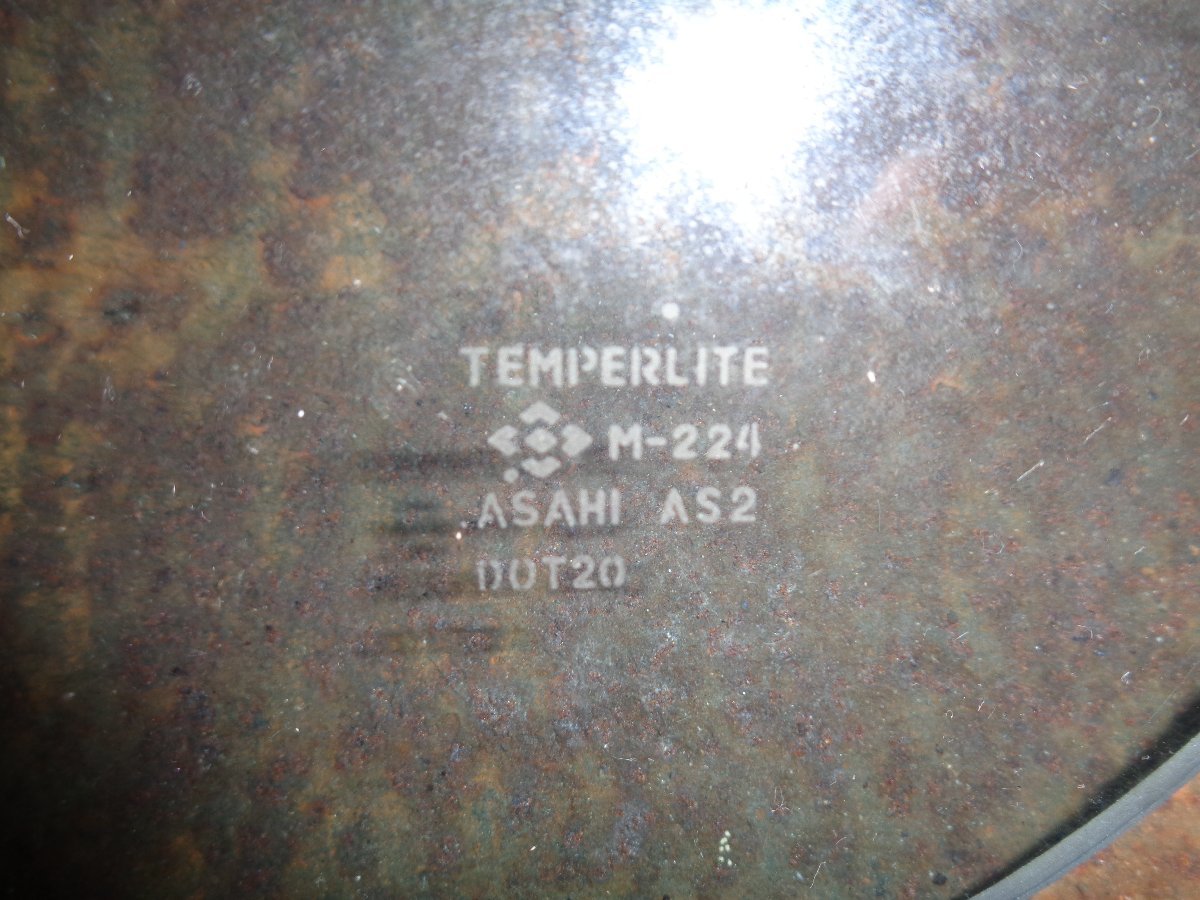 TEMPERLITE
M-224
ASAHI AS2
DOT20